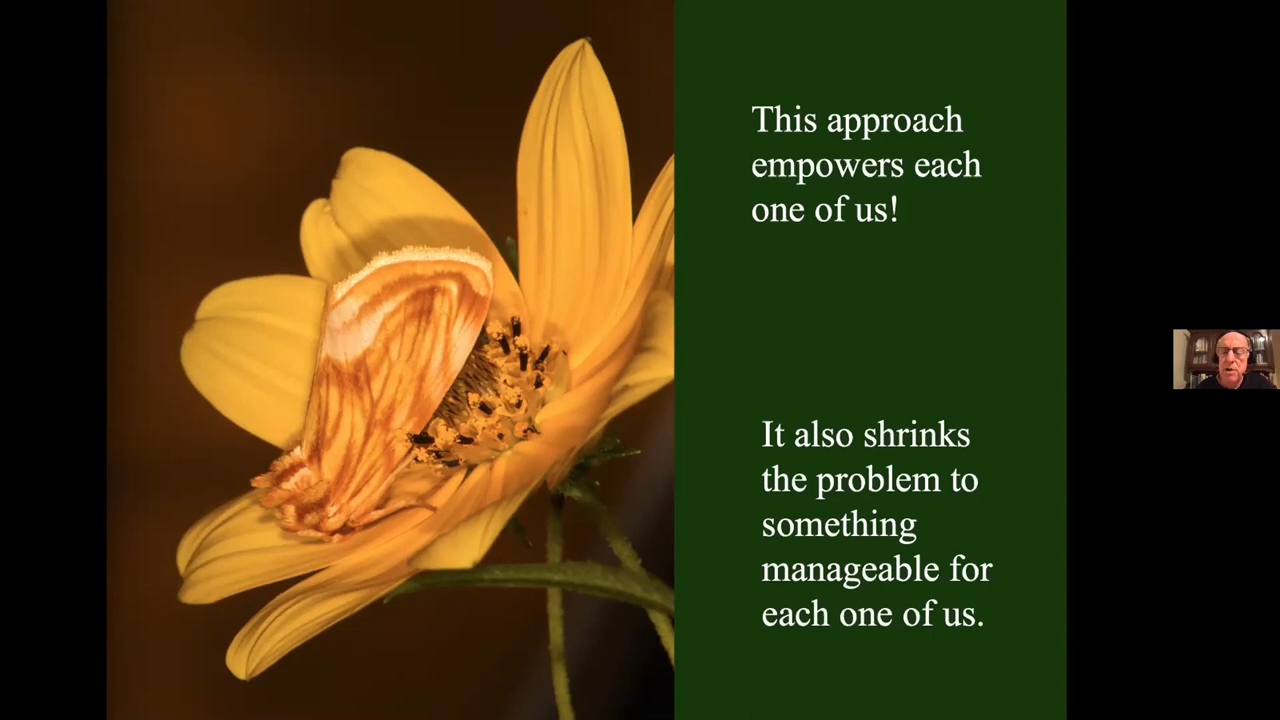 This approach
empowers each
one of us!
It also shrinks
the problem to
something
manageable for
each one of us.